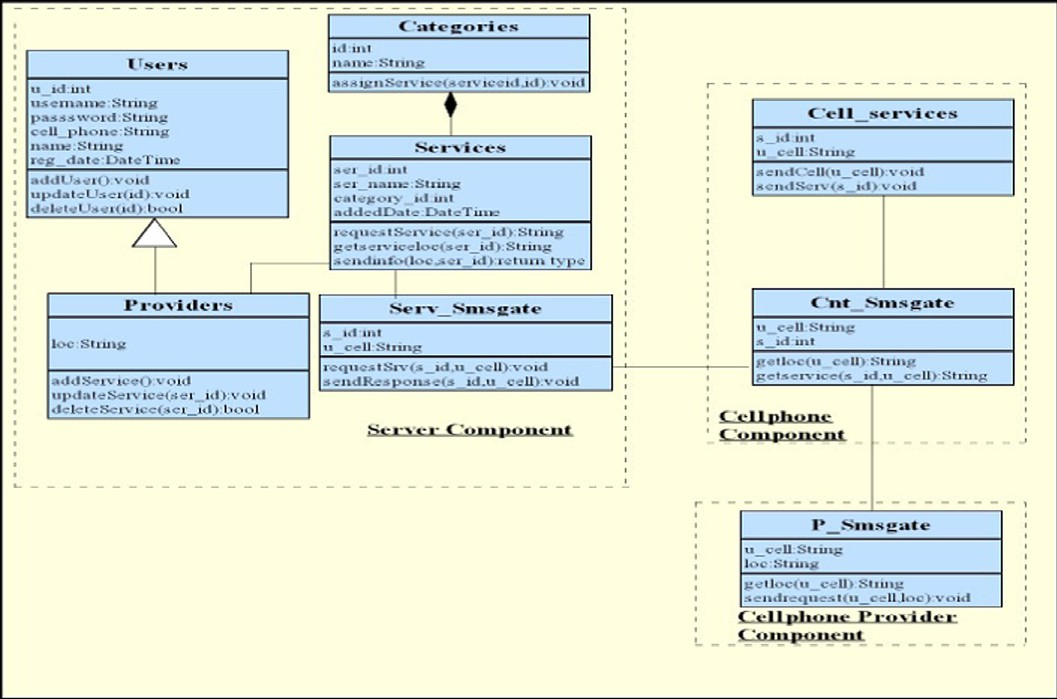 Categories
id:int
name:String
assignService(serviceid,id):void
Users
u_id:int
username:String
passsword:String
cell_phone:String
name:String
reg_date:DateTime
addUser():void
updateUser(id):void
deleteUser(id):bool
Services
ser_id:int
ser_name:String
category_id:int
addedDate:DateTime
requestService(ser_id):String
getserviceloc(ser_id):String
sendinfo(loc,ser_id):return type
Providers
loc:String
addService():void
updateService(ser_id):void
deleteService(ser_id):bool
Serv_Smsgate
s_id:int
u_cell:String
requestSrv(s_id,u_cell):void
sendResponse(s_id,u_cell):void
Server Component
Cell_services
s_id:int
u_cell:String
sendCell(u_cell):void
sendServ(s_id):void
Cnt_Smsgate
u_cell:String
s_id:int
getloc(u_cell):String
getservice(s_id,u_cell):String
Cellphone
Component
P_Smsgate
u_cell:String
loc:String
getloc(u_cell):String
sendrequest(u_cell,loc):void
Cellphone Provider
Component